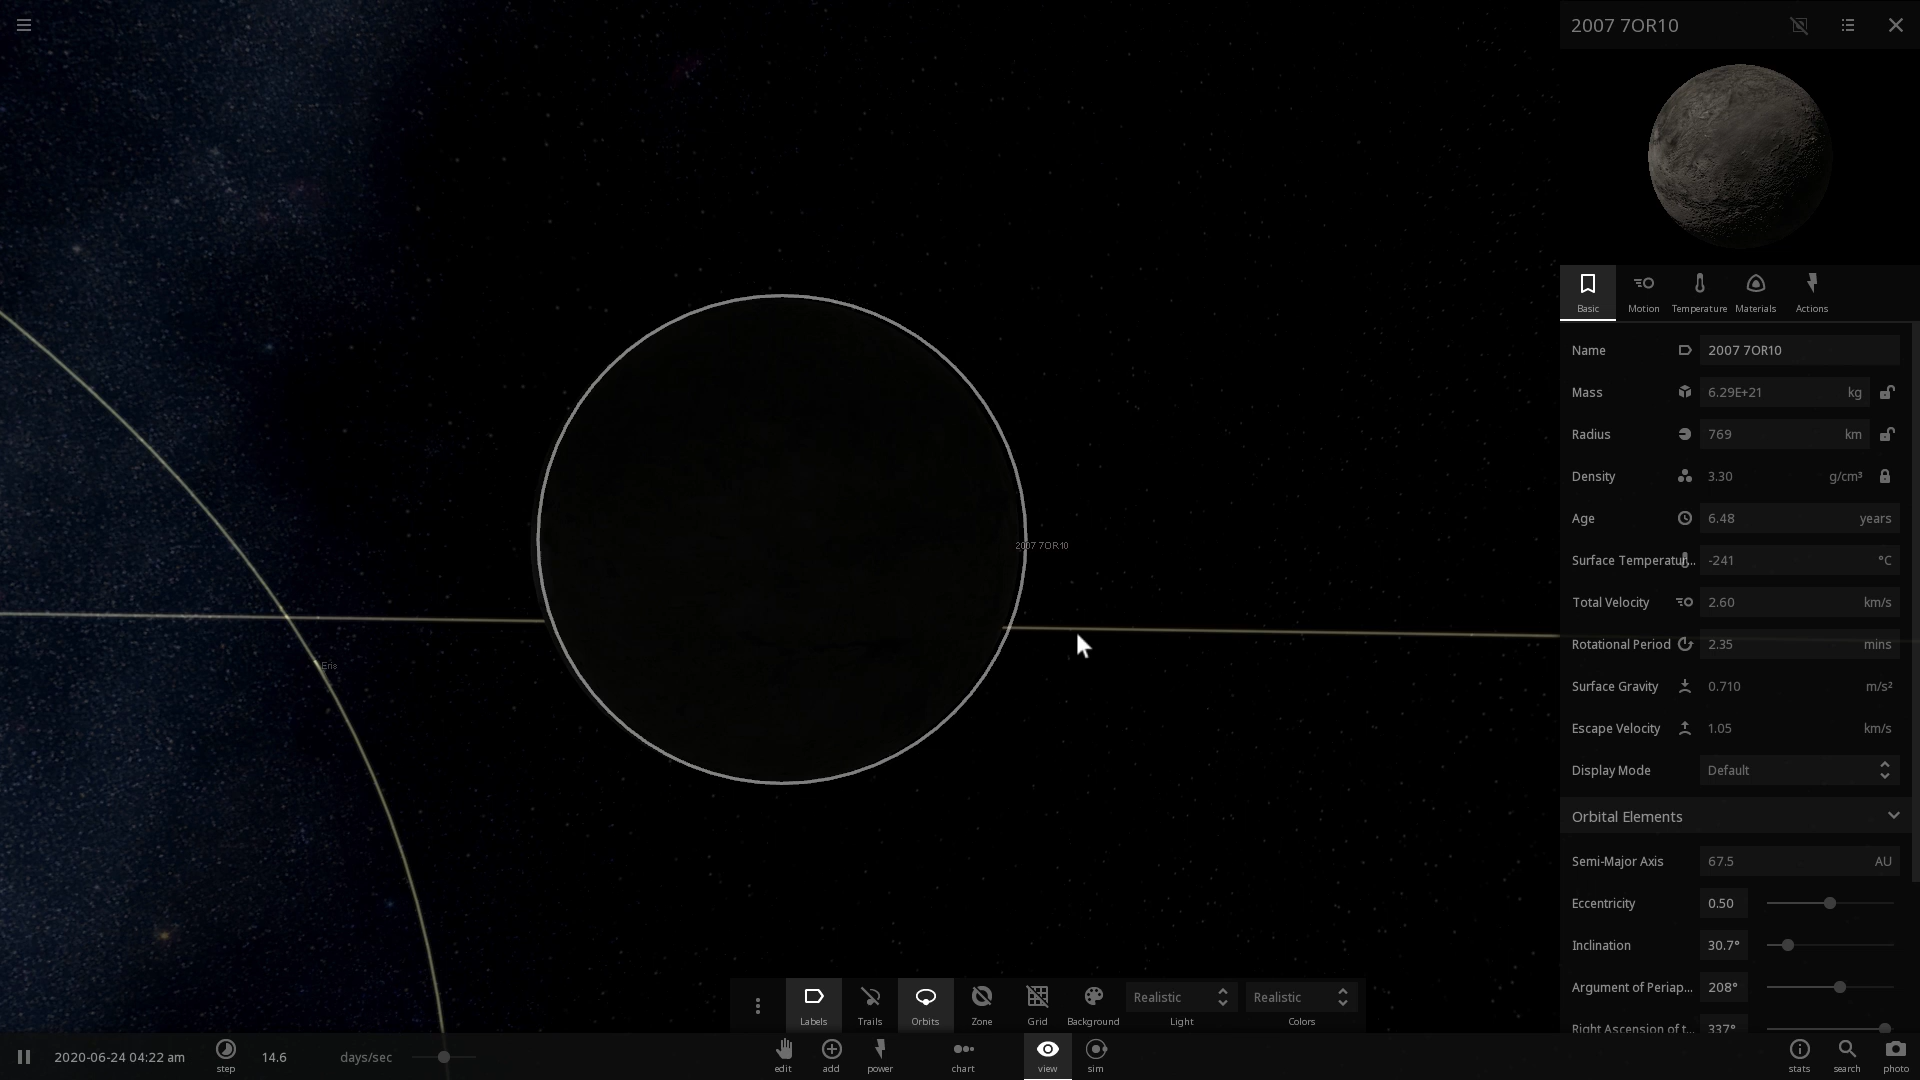 2007 7OR10
Basic
Motion
Temperature
Materials
Actions
Name
2007 7OR10
Mass
6.29E+21
kg
Radius
769
km
Density
3.30
g/cm³
Age
6.48
years
Surface Temperatur...
-241
°C
Total Velocity
2.60
km/s
Rotational Period
2.35
mins
Surface Gravity
0.710
m/s²
Escape Velocity
1.05
km/s
Display Mode
Default
Orbital Elements
Semi-Major Axis
67.5
AU
Eccentricity
0.50
Inclination
30.7°
Argument of Periap...
208°
Right Ascension of t...
337°
2007 7OR10
Eris
Labels
Trails
Orbits
Zone
Grid
Background
Realistic
Light
Realistic
Colors
2020-06-24 04:22 am
step
14.6
days/sec
edit
add
power
chart
view
sim
stats
search
photo